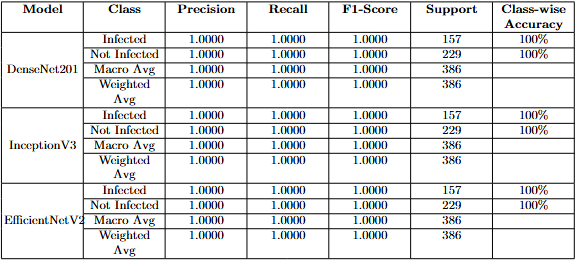 Model Class Precision Recall F1-Score Support Class-wise Accuracy
DenseNet201
Infected 1.0000 1.0000 1.0000 157 100%
Not Infected 1.0000 1.0000 1.0000 229 100%
Macro Avg 1.0000 1.0000 1.0000 386
Weighted Avg 1.0000 1.0000 1.0000 386
InceptionV3
Infected 1.0000 1.0000 1.0000 157 100%
Not Infected 1.0000 1.0000 1.0000 229 100%
Macro Avg 1.0000 1.0000 1.0000 386
Weighted Avg 1.0000 1.0000 1.0000 386
EfficientNetV2
Infected 1.0000 1.0000 1.0000 157 100%
Not Infected 1.0000 1.0000 1.0000 229 100%
Macro Avg 1.0000 1.0000 1.0000 386
Weighted Avg 1.0000 1.0000 1.0000 386